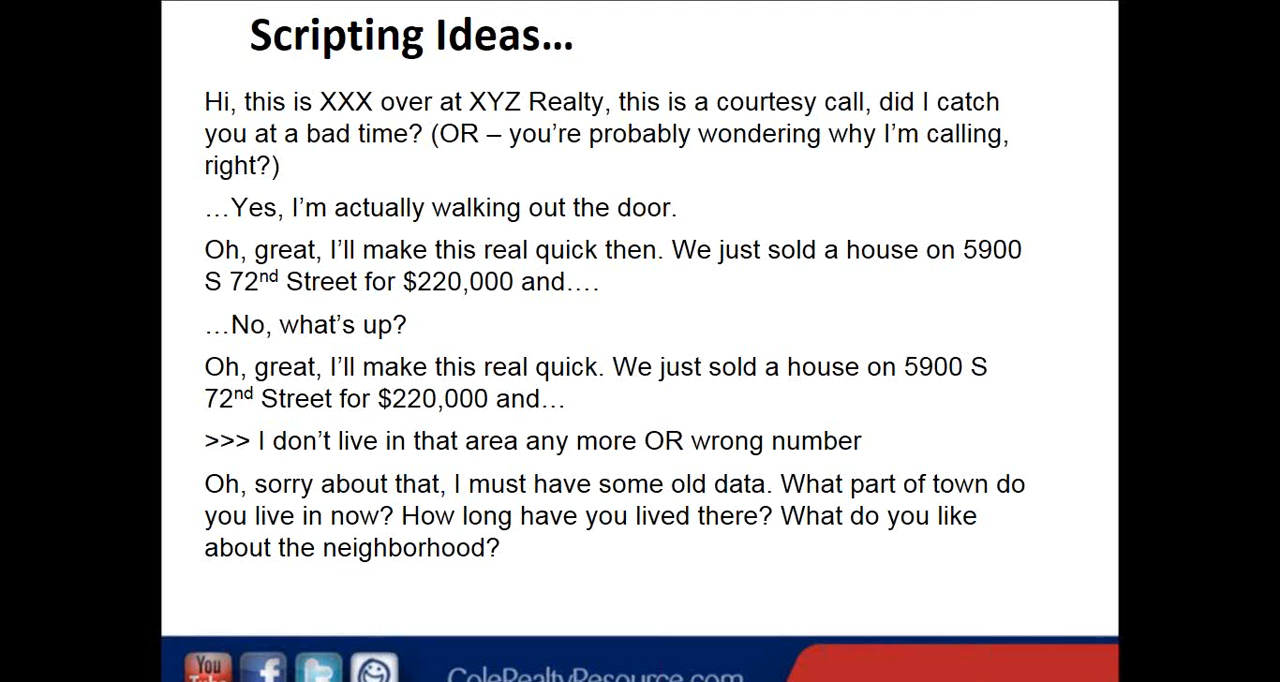 Scripting Ideas…
Hi, this is XXX over at XYZ Realty, this is a courtesy call, did I catch
you at a bad time? (OR – you’re probably wondering why I’m calling,
right?)
…Yes, I’m actually walking out the door.
Oh, great, I’ll make this real quick then. We just sold a house on 5900
S 72nd Street for $220,000 and….
…No, what’s up?
Oh, great, I’ll make this real quick. We just sold a house on 5900 S
72nd Street for $220,000 and…
>>> I don’t live in that area any more OR wrong number
Oh, sorry about that, I must have some old data. What part of town do
you live in now? How long have you lived there? What do you like
about the neighborhood?
You
ColeRealtyResource.com